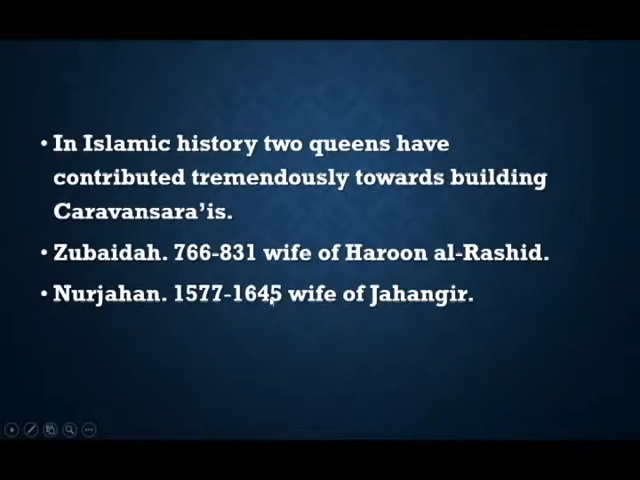 • In Islamic history two queens have
contributed tremendously towards building
Caravansara'is.
• Zubaidah. 766-831 wife of Haroon al-Rashid.
• Nurjahan. 1577-1645 wife of Jahangir.